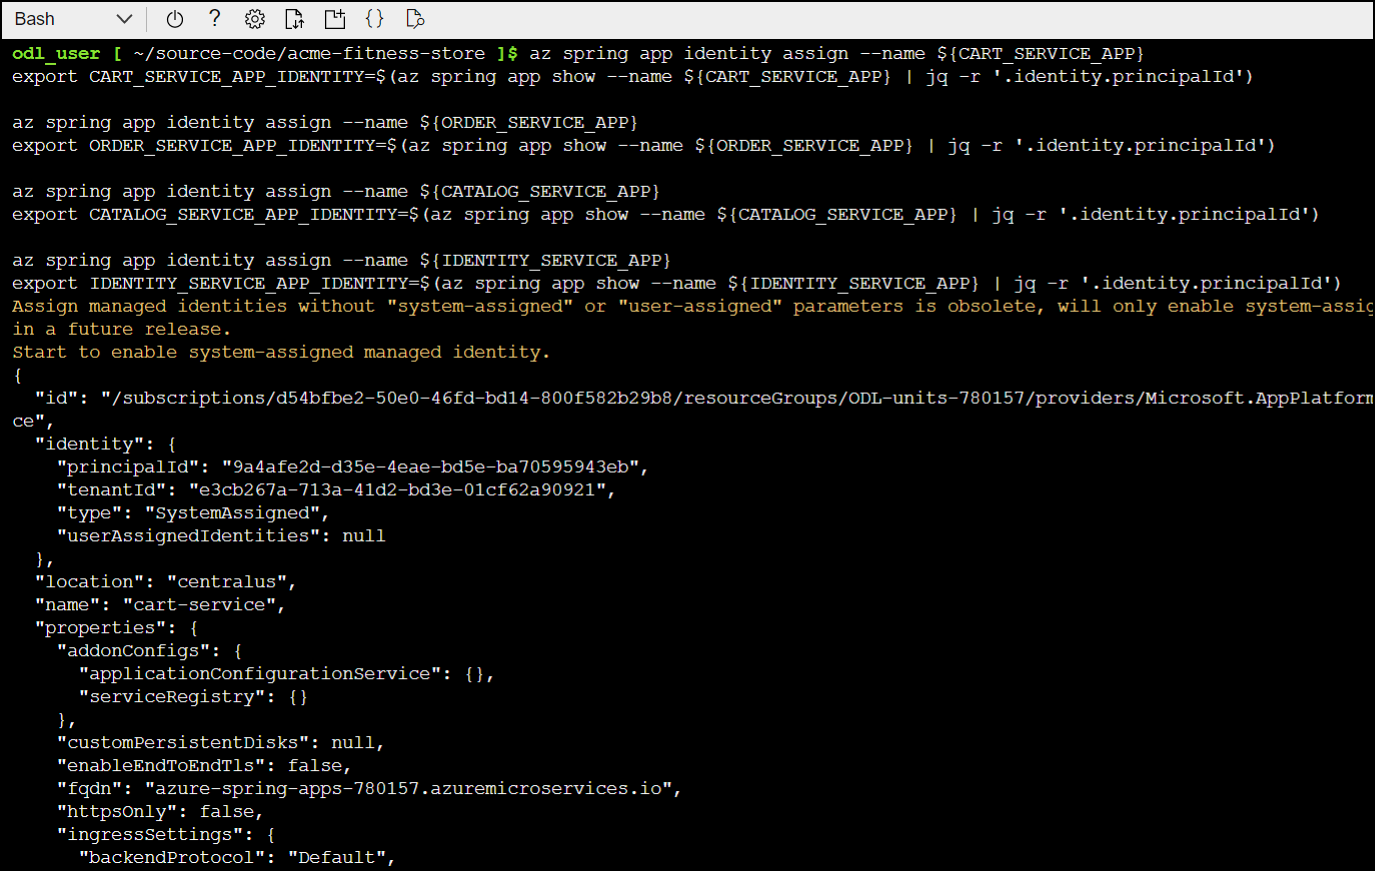 Bash
odl_user [ ~/source-code/acme-fitness-store ]$ az spring app identity assign --name ${CART_SERVICE_APP}
export CART_SERVICE_APP_IDENTITY=$(az spring app show --name ${CART_SERVICE_APP} | jq -r '.identity.principalId')
az spring app identity assign --name ${ORDER_SERVICE_APP}
export ORDER_SERVICE_APP_IDENTITY=$(az spring app show --name ${ORDER_SERVICE_APP} | jq -r '.identity.principalId')
az spring app identity assign --name ${CATALOG_SERVICE_APP}
export CATALOG_SERVICE_APP_IDENTITY=$(az spring app show --name ${CATALOG_SERVICE_APP} | jq -r '.identity.principalId')
az spring app identity assign --name ${IDENTITY_SERVICE_APP}
export IDENTITY_SERVICE_APP_IDENTITY=$(az spring app show --name ${IDENTITY_SERVICE_APP} | jq -r '.identity.principalId')
Assign managed identities without "system-assigned" or "user-assigned" parameters is obsolete, will only enable system-assig
in a future release.
Start to enable system-assigned managed identity.
{
"id": "/subscriptions/d54bfbe2-50e0-46fd-bd14-800f582b29b8/resourceGroups/ODL-units-780157/providers/Microsoft.AppPlatform
ce",
"identity": {
"principalId": "9a4afe2d-d35e-4eae-bd5e-ba70595943eb",
"tenantId": "e3cb267a-713a-41d2-bd3e-01cf62a90921",
"type": "SystemAssigned",
"userAssignedIdentities": null
},
"location": "centralus",
"name": "cart-service",
"properties": {
"addonConfigs": {
"applicationConfigurationService": {},
"serviceRegistry": {}
},
"customPersistentDisks": null,
"enableEndToEndTls": false,
"fqdn": "azure-spring-apps-780157.azuremicroservices.io",
"httpsOnly": false,
"ingressSettings": {
"backendProtocol": "Default",